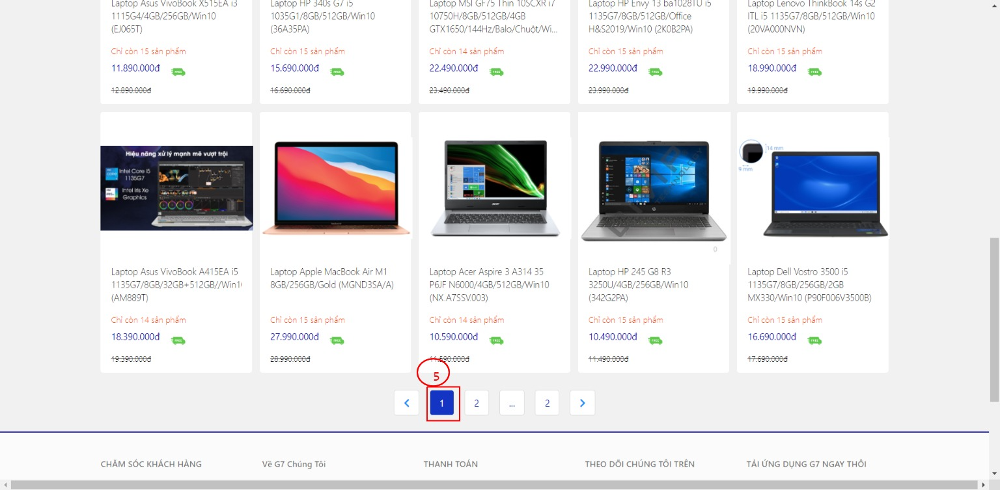 Laptop Asus VivoBook X515EA i3
1115G4/4GB/256GB/Win10
(EJ065T)
Chỉ còn 15 sản phẩm
11.890.000đ FREE
12.890.000đ
Laptop HP 340s G7 i5
1035G1/8GB/512GB/Win10
(36A35PA)
Chỉ còn 15 sản phẩm
15.690.000đ FREE
16.690.000đ
Laptop MSI GF75 Thin 10SCXR i7
10750H/8GB/512GB/4GB
GTX1650/144Hz/Balo/Chuột/Wi...
Chỉ còn 14 sản phẩm
22.490.000đ FREE
23.490.000đ
Laptop HP Envy 13 ba1028TU i5
1135G7/8GB/512GB/Office
H&S2019/Win10 (2K0B2PA)
Chỉ còn 15 sản phẩm
22.990.000đ FREE
23.990.000đ
Laptop Lenovo ThinkBook 14s G2
ITL i5 1135G7/8GB/512GB/Win10
(20VA000NVN)
Chỉ còn 15 sản phẩm
18.990.000đ FREE
19.990.000đ
Hiệu năng xử lý mạnh mẽ vượt trội
Intel Core i5
1135G7
Intel Iris Xe
Graphics
Laptop Asus VivoBook A415EA i5
1135G7/8GB/32GB+512GB//Win10
(AM889T)
Chỉ còn 14 sản phẩm
18.390.000đ FREE
19.390.000đ
Laptop Apple MacBook Air M1
8GB/256GB/Gold (MGND3SA/A)
Chỉ còn 15 sản phẩm
27.990.000đ FREE
28.990.000đ
acer
Laptop Acer Aspire 3 A314 35
P6JF N6000/4GB/512GB/Win10
(NX.A7SSV.003)
Chỉ còn 14 sản phẩm
10.590.000đ FREE
11.590.000đ
0
Laptop HP 245 G8 R3
3250U/4GB/256GB/Win10
(342G2PA)
Chỉ còn 15 sản phẩm
10.490.000đ FREE
11.490.000đ
14 mm
9 mm
Laptop Dell Vostro 3500 i5
1135G7/8GB/256GB/2GB
MX330/Win10 (P90F006V3500B)
Chỉ còn 15 sản phẩm
16.690.000đ FREE
17.690.000đ
5
1 2 ... 2
CHĂM SÓC KHÁCH HÀNG Về G7 Chúng Tôi THANH TOÁN THEO DÕI CHÚNG TÔI TRÊN TẢI ỨNG DỤNG G7 NGAY THÔI